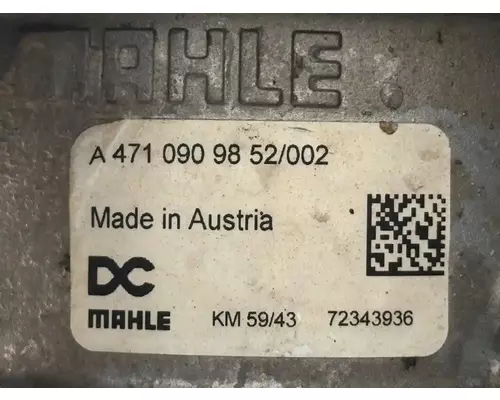 MAHLE
A 471 090 98 52/002
Made in Austria
DC
MAHLE KM 59/43 72343936